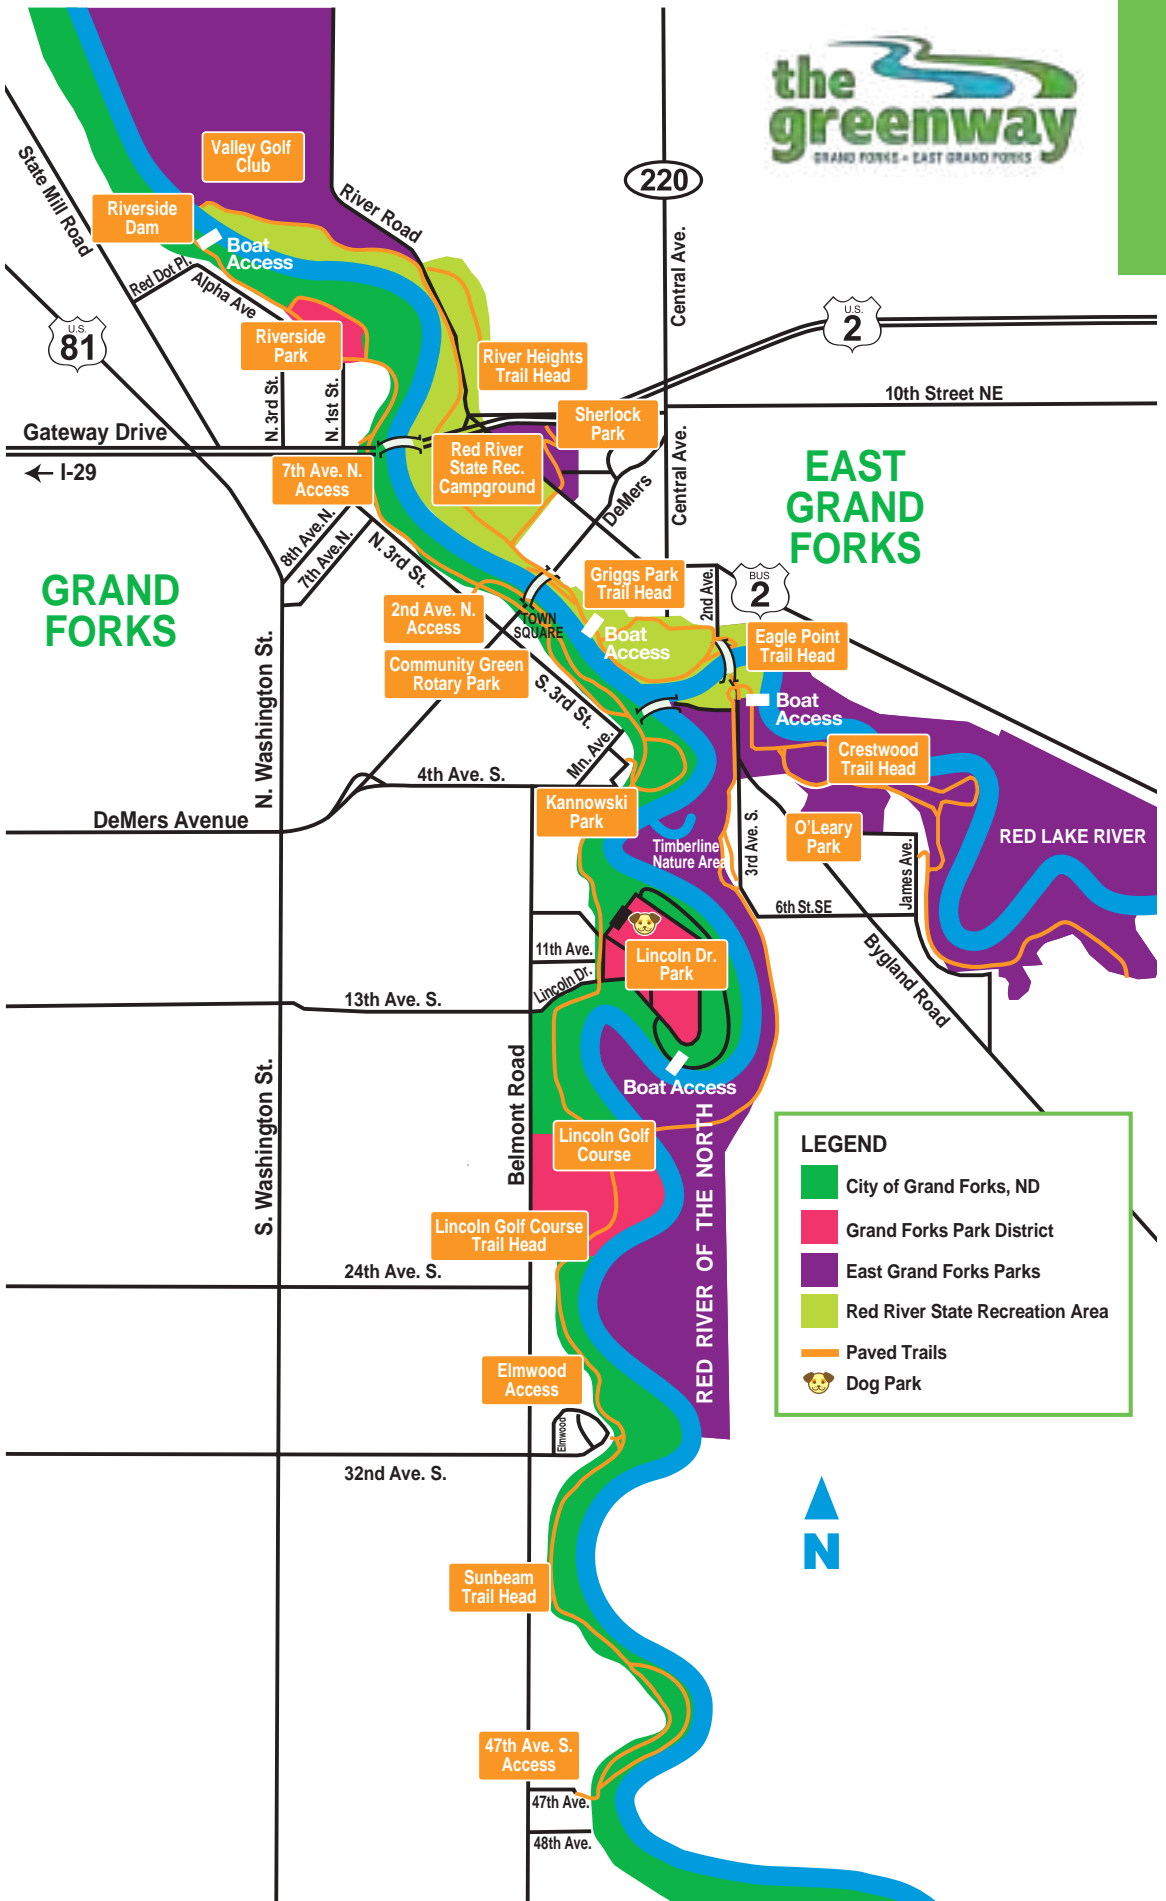 the
greenway
GRAND FORKS - EAST GRAND FORKS
Valley Golf
Club
220
River Road
State Mill Road
Riverside
Dam
Boat
Access
Central Ave.
Red Dot Pl.
Alpha Ave
U.S.
81
U.S.
2
Riverside
Park
River Heights
Trail Head
10th Street NE
N. 3rd St.
N. 1st St.
Sherlock
Park
Gateway Drive
I-29
Red River
State Rec.
Campground
7th Ave. N.
Access
Central Ave.
DeMers
EAST
GRAND
FORKS
8th Ave.N.
7th Ave.N.
N. 3rd St.
GRAND
FORKS
Griggs Park
Trail Head
2nd Ave.
BUS
2
2nd Ave. N.
Access
TOWN
SQUARE
Boat
Access
Eagle Point
Trail Head
Community Green
Rotary Park
S. 3rd St.
Boat
Access
N. Washington St.
Mn. Ave.
Crestwood
Trail Head
4th Ave. S.
DeMers Avenue
Kannowski
Park
Timberline
Nature Area
3rd Ave. S.
O'Leary
Park
James Ave.
RED LAKE RIVER
6th St.SE
Bygland Road
11th Ave.
Lincoln Dr.
Lincoln Dr.
Park
13th Ave. S.
Belmont Road
S. Washington St.
Boat Access
RED RIVER OF THE NORTH
Lincoln Golf
Course
LEGEND
City of Grand Forks, ND
Grand Forks Park District
East Grand Forks Parks
Red River State Recreation Area
Paved Trails
Dog Park
Lincoln Golf Course
Trail Head
24th Ave. S.
Elmwood
Access
Elmwood
32nd Ave. S.
N
Sunbeam
Trail Head
47th Ave. S.
Access
47th Ave.
48th Ave.